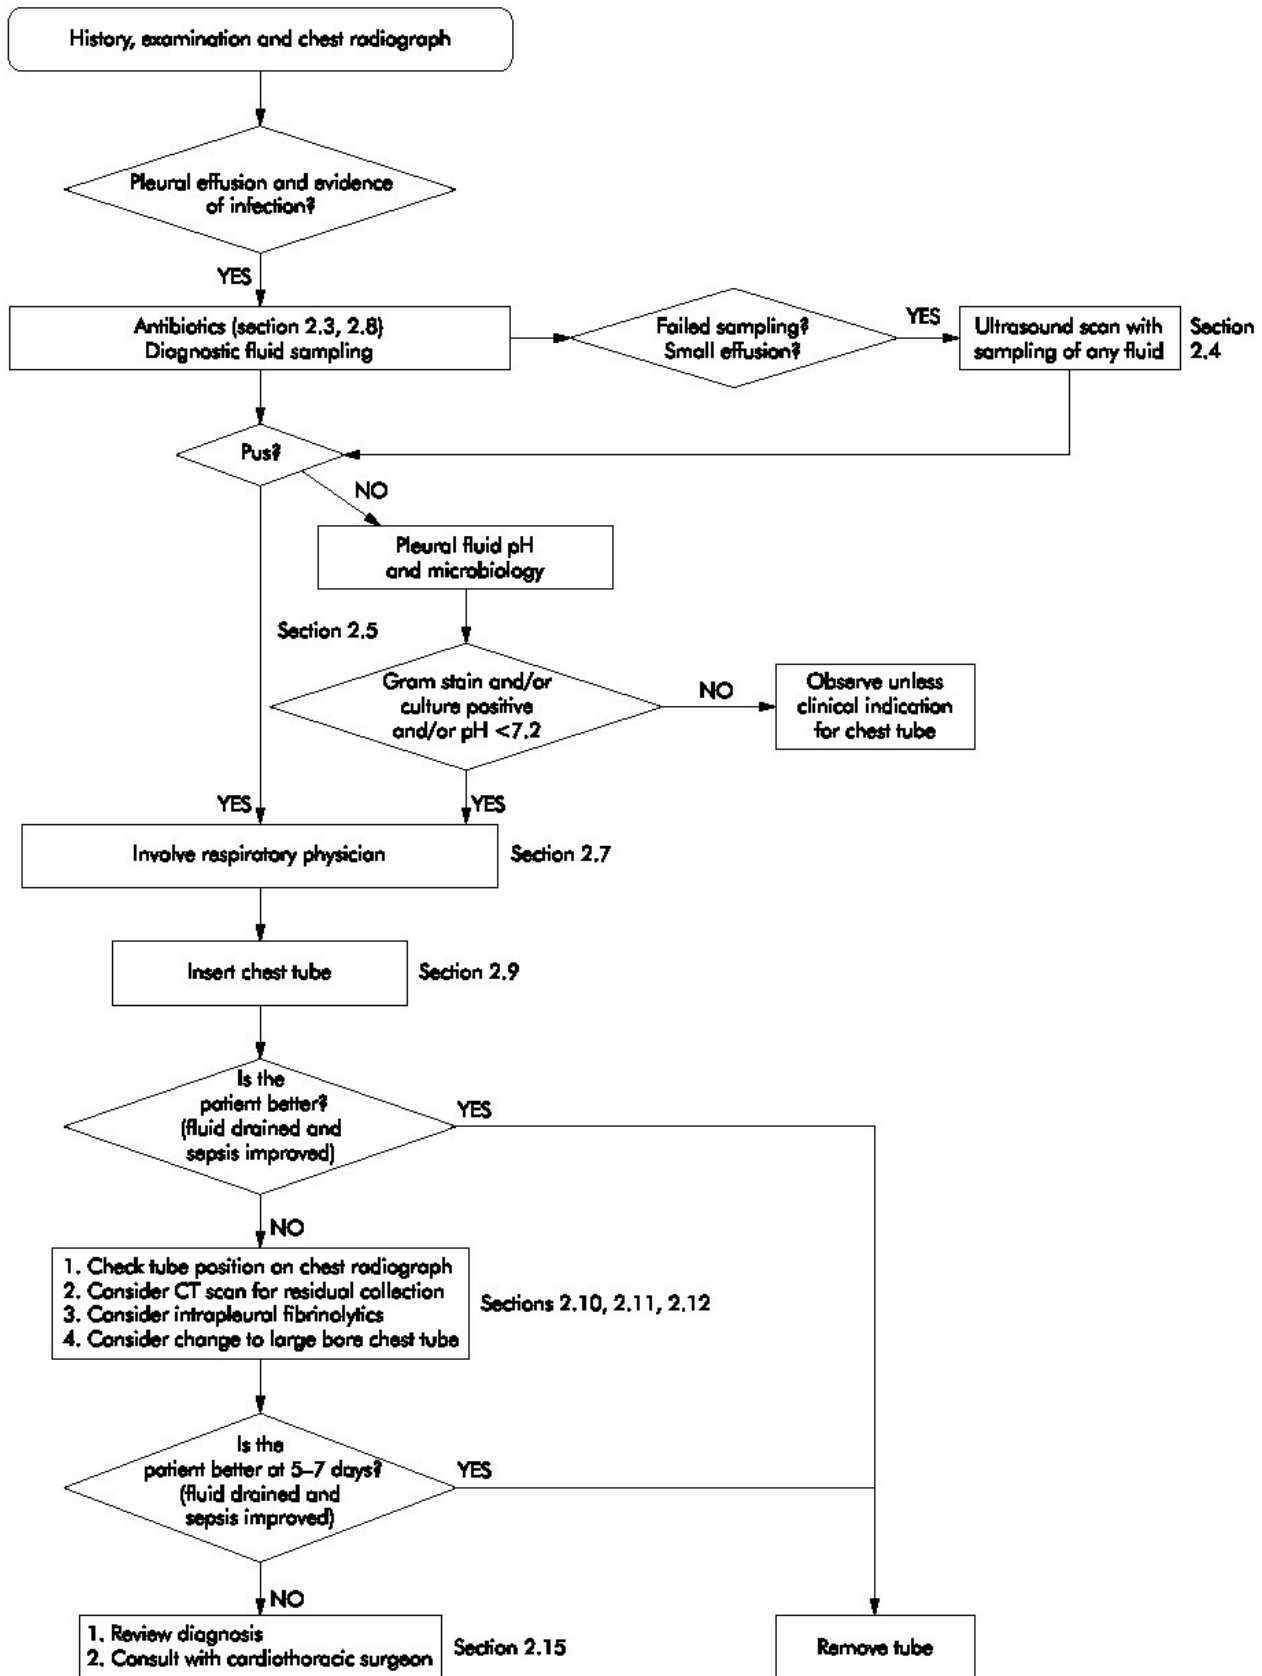 History, examination and chest radiograph
Pleural effusion and evidence
of infection?
YES
Antibiotics (section 2.3, 2.8)
Diagnostic fluid sampling
Failed sampling?
Small effusion?
YES
Ultrasound scan with
sampling of any fluid
Section
2.4
Pus?
NO
Pleural fluid pH
and microbiology
Section 2.5
Gram stain and/or
culture positive
and/or pH <7.2
NO
Observe unless
clinical indication
for chest tube
YES
YES
Involve respiratory physician
Section 2.7
Insert chest tube
Section 2.9
Is the
patient better?
(fluid drained and
sepsis improved)
YES
NO
1. Check tube position on chest radiograph
2. Consider CT scan for residual collection
3. Consider intrapleural fibrinolytics
4. Consider change to large bore chest tube
Sections 2.10, 2.11, 2.12
Is the
patient better at 5–7 days?
(fluid drained and
sepsis improved)
YES
NO
1. Review diagnosis
2. Consult with cardiothoracic surgeon
Section 2.15
Remove tube